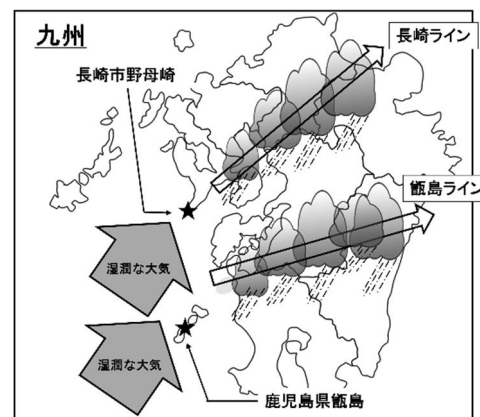 九州
長崎ライン
長崎市野母崎
甑島ライン
湿潤な大気
湿潤な大気
鹿児島県甑島